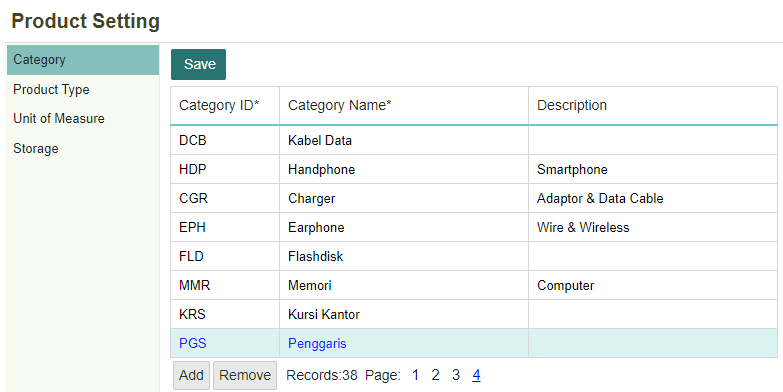 Product Setting
Category
Product Type
Unit of Measure
Storage
Save
Category ID* Category Name* Description
DCB Kabel Data
HDP Handphone Smartphone
CGR Charger Adaptor & Data Cable
EPH Earphone Wire & Wireless
FLD Flashdisk
MMR Memori Computer
KRS Kursi Kantor
PGS Penggaris
Add Remove Records:38 Page: 1 2 3 4